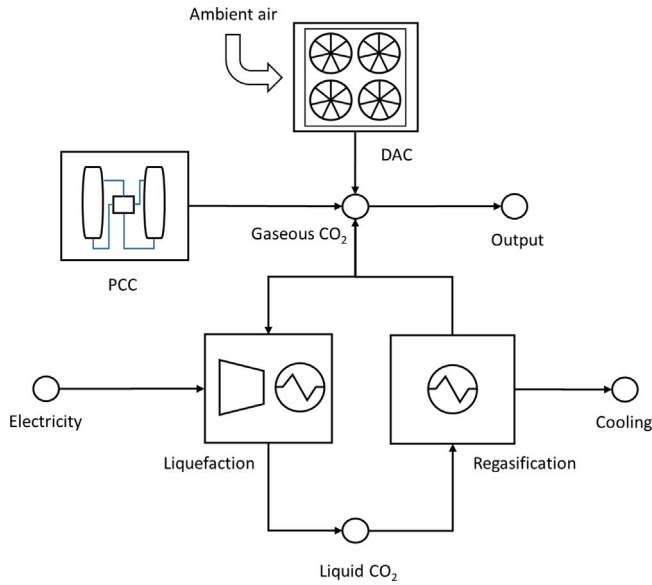 Ambient air
DAC
Gaseous CO₂
Output
PCC
Electricity
Cooling
Liquefaction
Regasification
Liquid CO₂